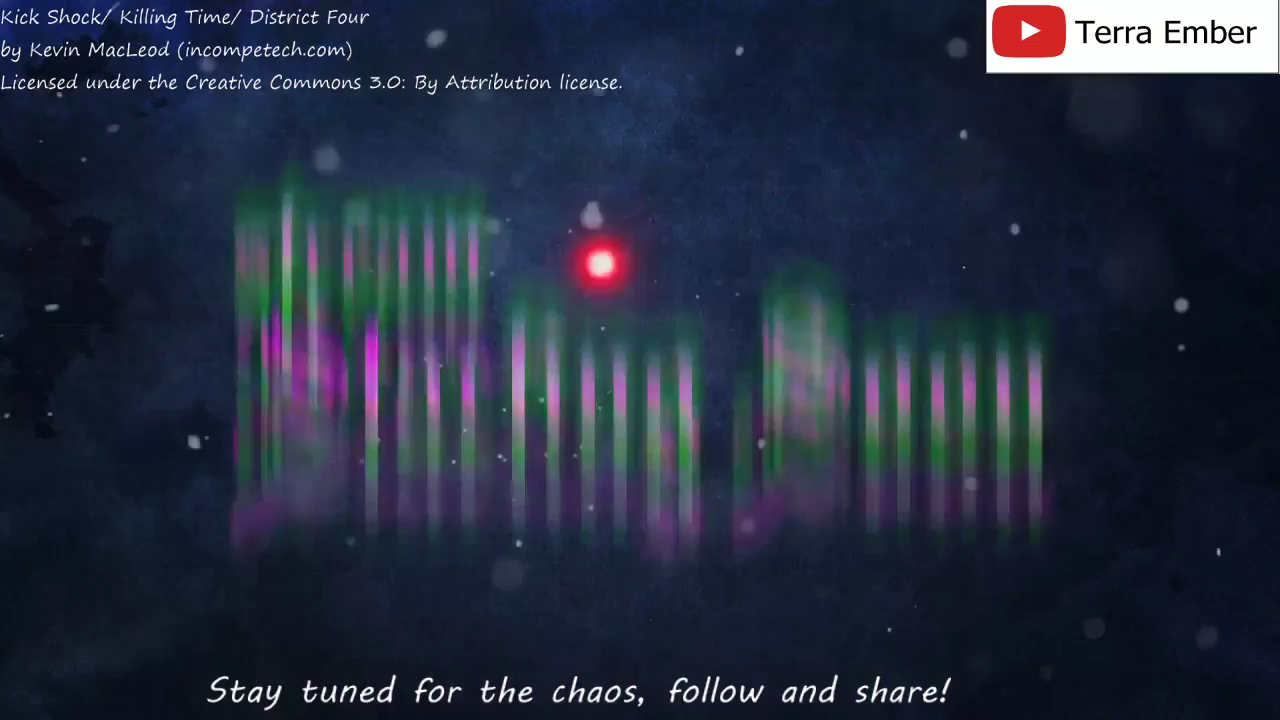 Kick Shock/ Killing Time/ District Four
by Kevin MacLeod (incompetech.com)
Licensed under the Creative Commons 3.0: By Attribution license.
Terra Ember
Stay tuned for the chaos, follow and share!